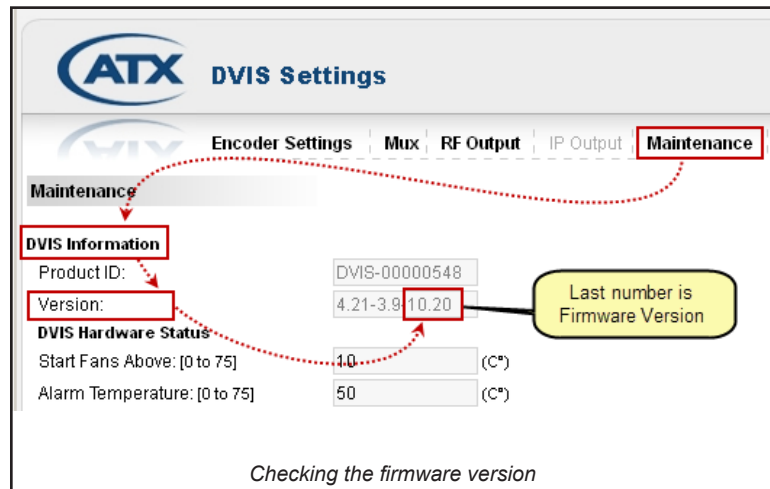 ATX DVIS Settings
Encoder Settings Mux RF Output IP Output Maintenance
Maintenance
DVIS Information
Product ID: DVIS-00000548
Version: 4.21-3.9-10.20
Last number is
Firmware Version
DVIS Hardware Status
Start Fans Above: [0 to 75] 10 (C°)
Alarm Temperature: [0 to 75] 50 (C°)
Checking the firmware version